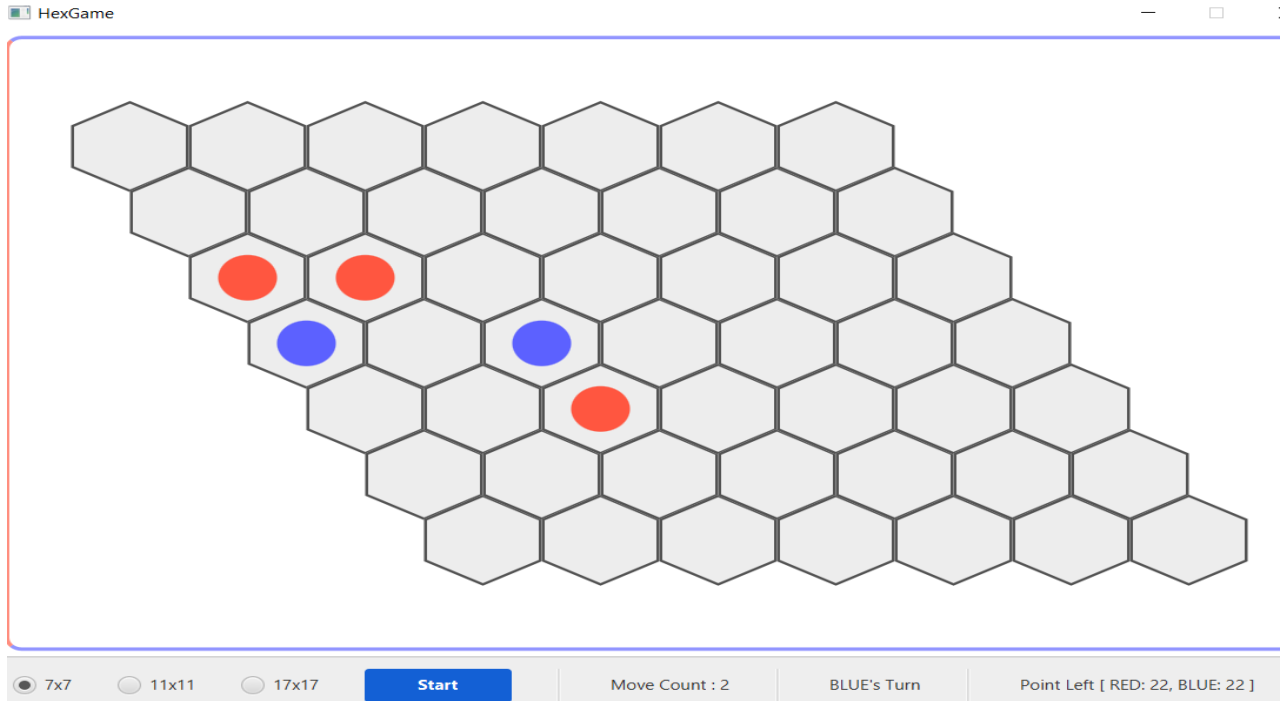 HexGame
7x7 11x11 17x17 Start Move Count : 2 BLUE's Turn Point Left [ RED: 22, BLUE: 22 ]